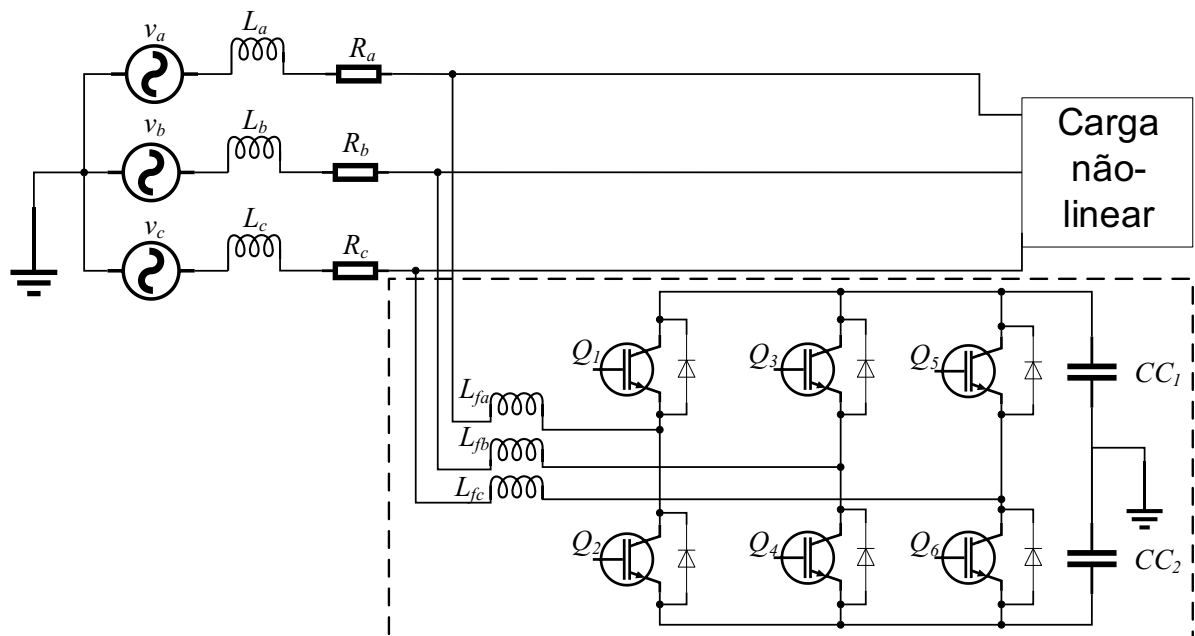 v_a
L_a
R_a
v_b
L_b
R_b
v_c
L_c
R_c
Carga
não-
linear
Q_1
Q_3
Q_5
CC_1
L_fa
L_fb
L_fc
Q_2
Q_4
Q_6
CC_2